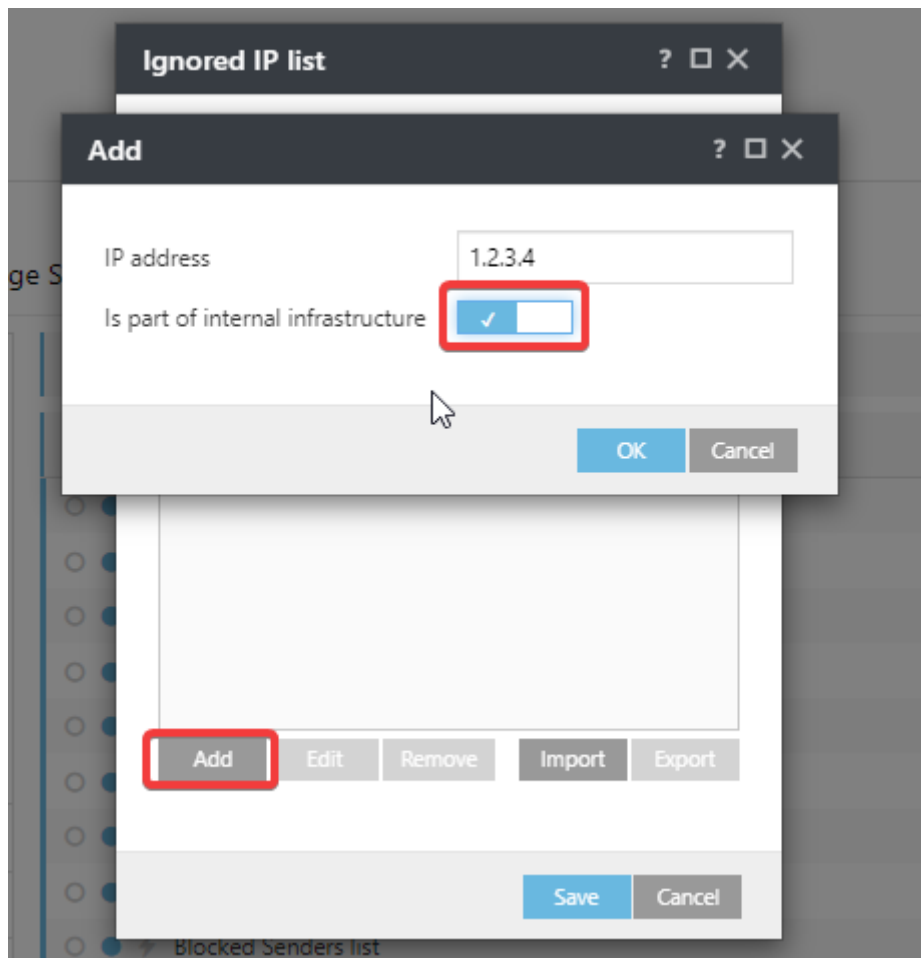 Ignored IP list
Add
IP address 1.2.3.4
ge S
Is part of internal infrastructure
OK Cancel
Add Edit Remove Import Export
Save Cancel
Blocked Senders list